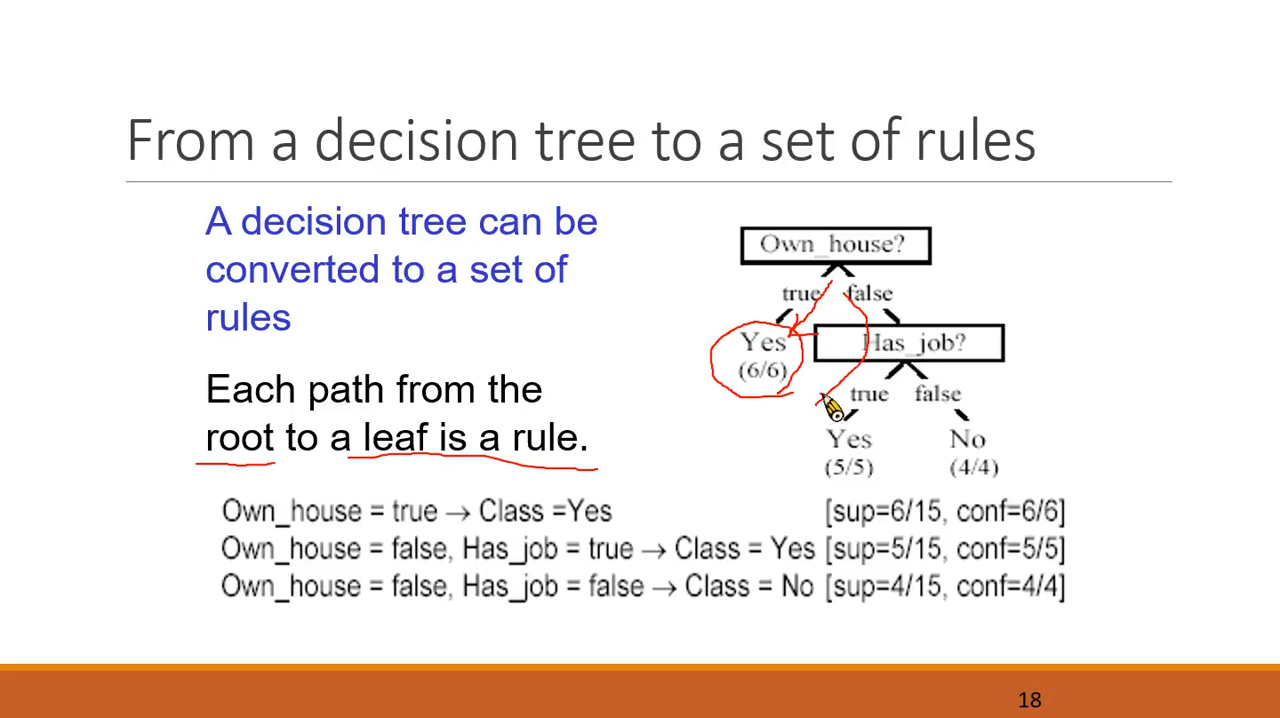 From a decision tree to a set of rules
A decision tree can be
converted to a set of
rules
Each path from the
root to a leaf is a rule.
Own_house?
true false
Yes Has_job?
(6/6)
true false
Yes No
(5/5) (4/4)
Own_house = true → Class =Yes [sup=6/15, conf=6/6]
Own_house = false, Has_job = true → Class = Yes [sup=5/15, conf=5/5]
Own_house = false, Has_job = false → Class = No [sup=4/15, conf=4/4]
18